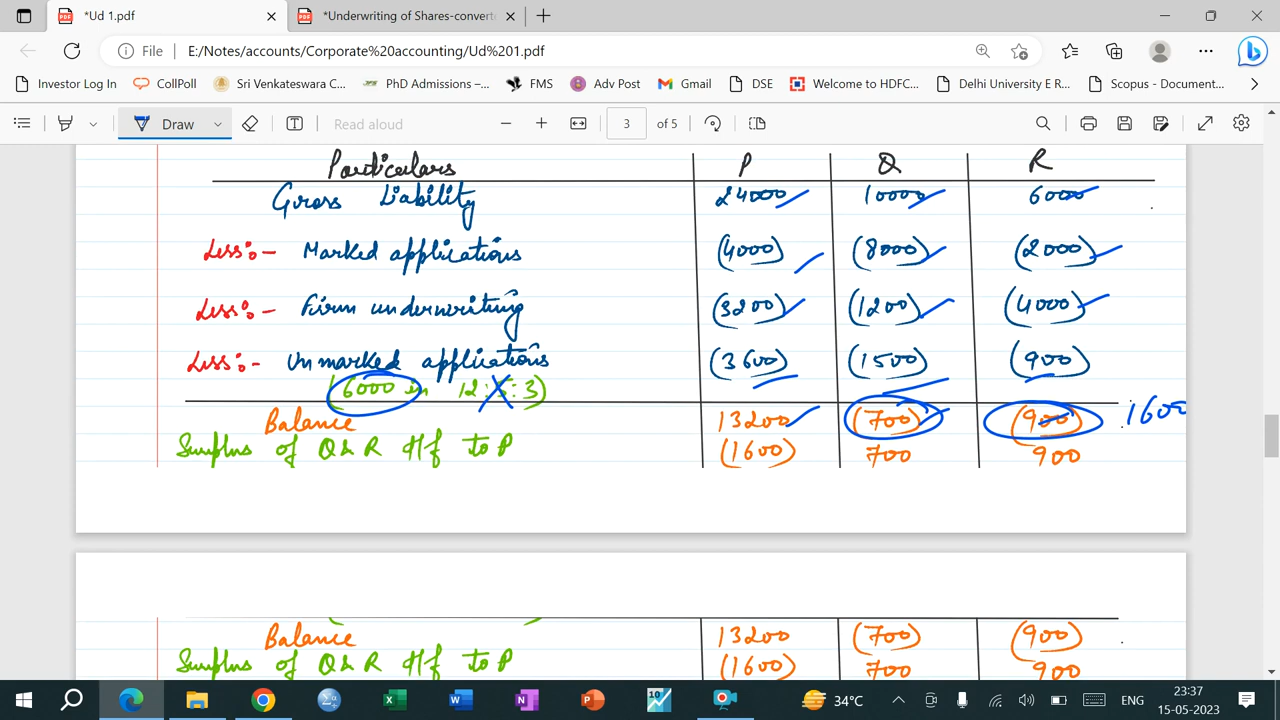 *Ud 1.pdf
*Underwriting of Shares-converte
File E:/Notes/accounts/Corporate%20accounting/Ud%201.pdf
Investor Log In CollPoll Sri Venkateswara C... PhD Admissions –... FMS Adv Post Gmail DSE Welcome to HDFC... Delhi University E R... Scopus - Document...
Draw Read aloud 3 of 5
Particulars P Q R
Gross Liability 24000 10000 6000
Less:- Marked applications (4000) (8000) (2000)
Less:- Firm underwriting (3200) (1200) (4000)
Less:- Unmarked applications (3600) (1500) (900)
(6000 in 12:5:3)
Balance 13200 (700) (900) 1600
Surplus of Q & R t/f to P (1600) 700 900
Balance 13200 (700) (900)
Surplus of Q & R t/f to P (1600) 700 900
34°C ENG 23:37
15-05-2023